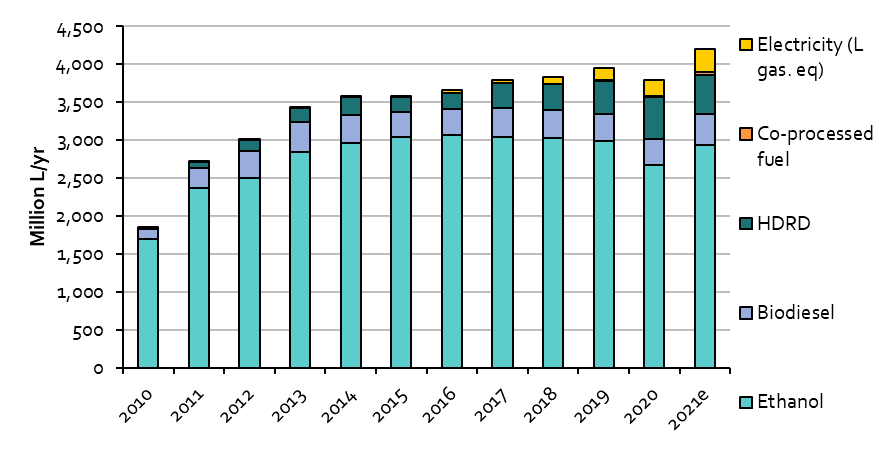 4,500
4,000
3,500
3,000
2,500
2,000
1,500
1,000
500
0
Million L/yr
2010
2011
2012
2013
2014
2015
2016
2017
2018
2019
2020
2021e
Electricity (L
gas. eq)
Co-processed
fuel
HDRD
Biodiesel
Ethanol